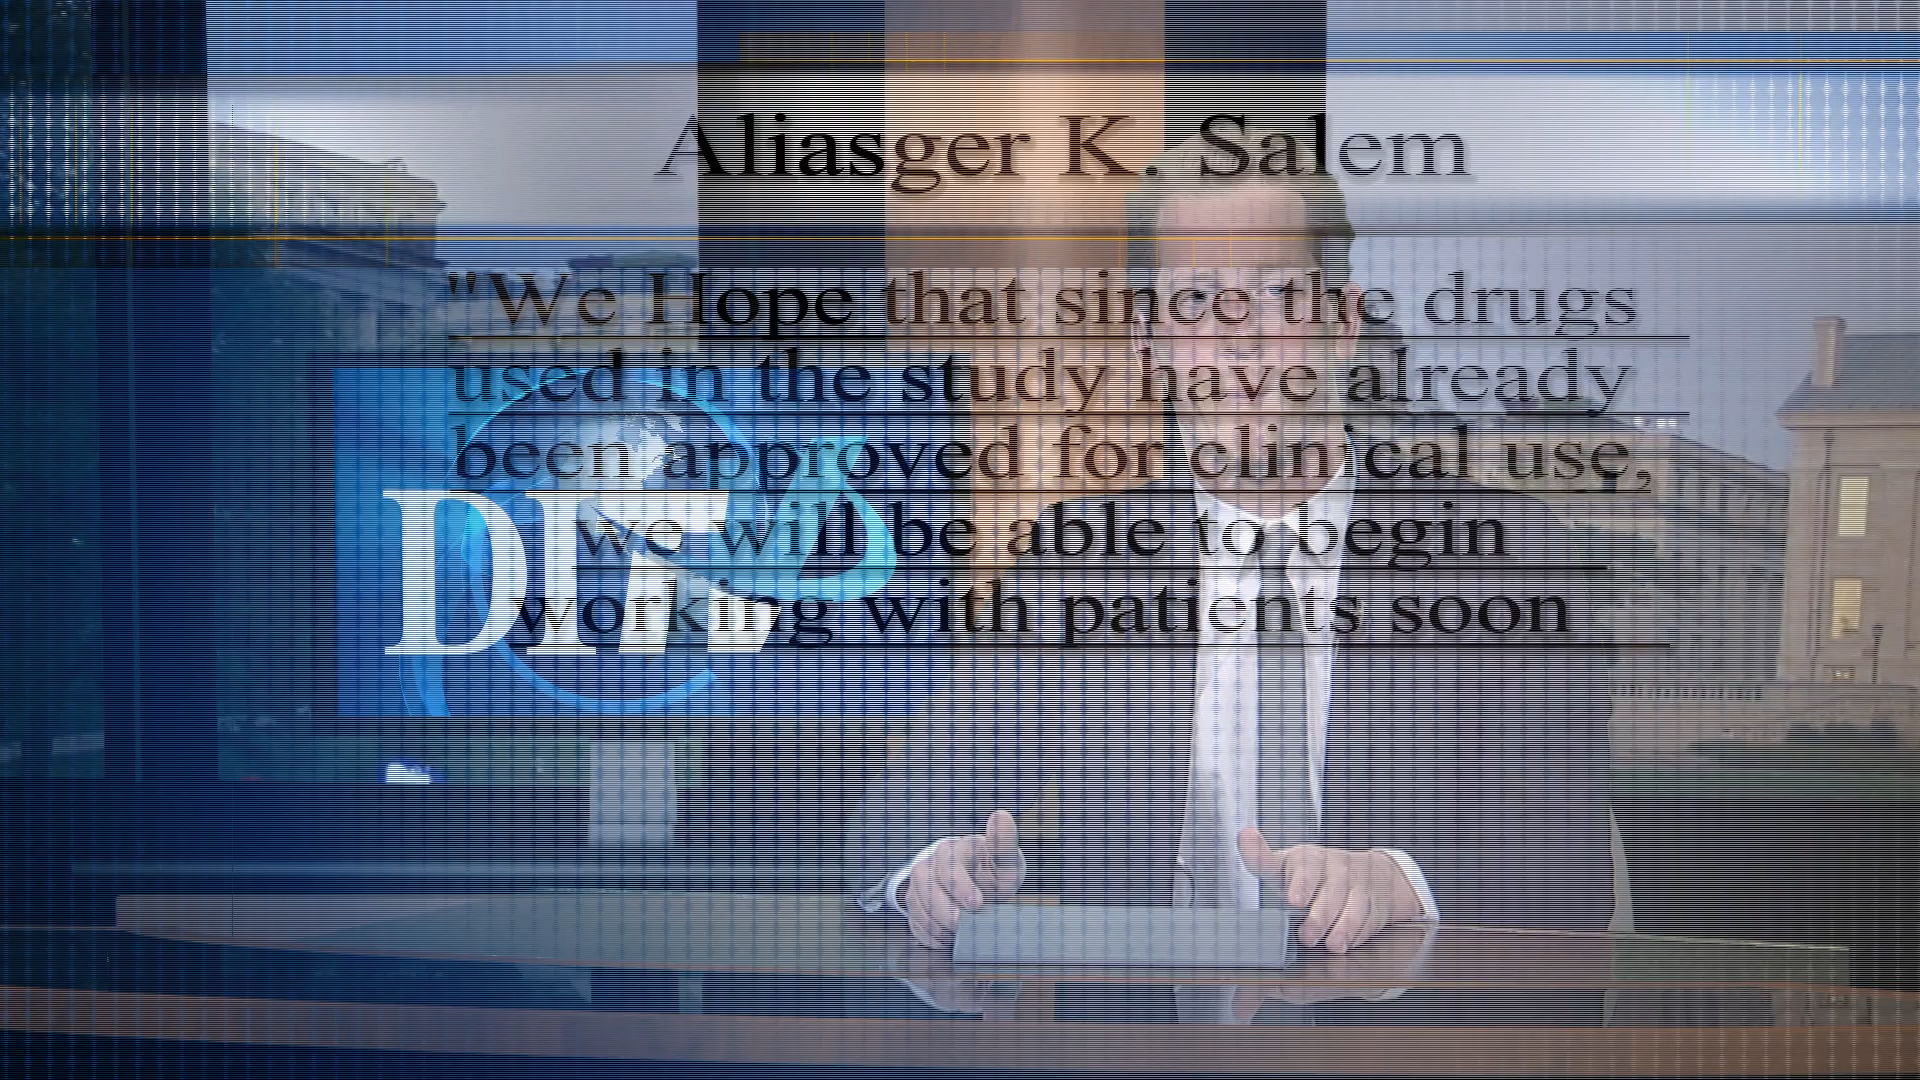 Aliasger K. Salem
"We Hope that since the drugs
used in the study have already
been approved for clinical use,
we will be able to begin
working with patients soon